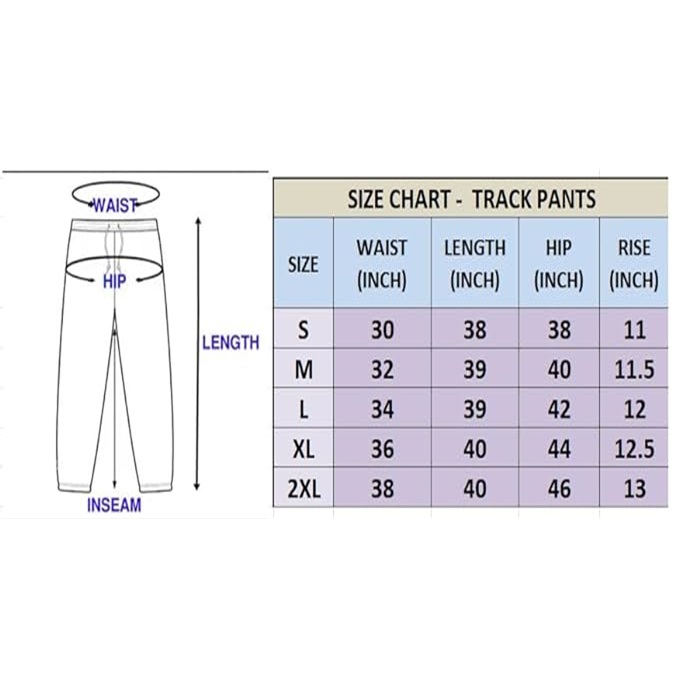 WAIST
HIP
LENGTH
INSEAM
SIZE CHART - TRACK PANTS
SIZE WAIST (INCH) LENGTH (INCH) HIP (INCH) RISE (INCH)
S 30 38 38 11
M 32 39 40 11.5
L 34 39 42 12
XL 36 40 44 12.5
2XL 38 40 46 13